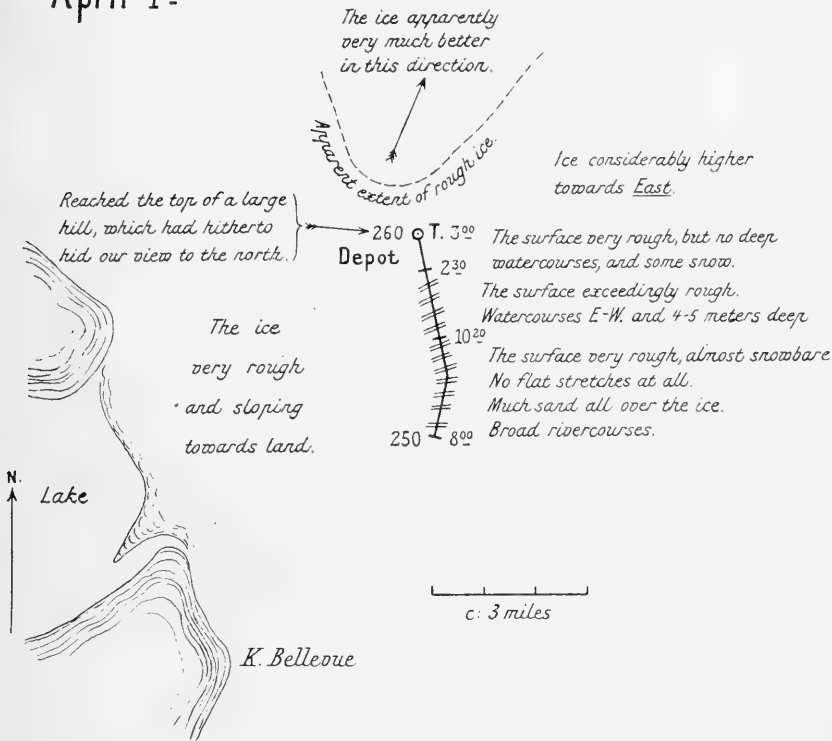 April 1st
The ice apparently
very much better
in this direction.
Apparent extent of rough ice.
Ice considerably higher
towards East.
Reached the top of a large
hill, which had hitherto
hid our view to the north.
260 T. 3⁰⁰
Depot
The surface very rough, but no deep
watercourses, and some snow.
2³⁰
The surface exceedingly rough.
Watercourses E-W. and 4-5 meters deep
10²⁰
The surface very rough, almost snowbare
No flat stretches at all.
Much sand all over the ice.
Broad rivercourses.
250 8⁰⁰
The ice
very rough
and sloping
towards land.
N.
Lake
c: 3 miles
K. Bellevue